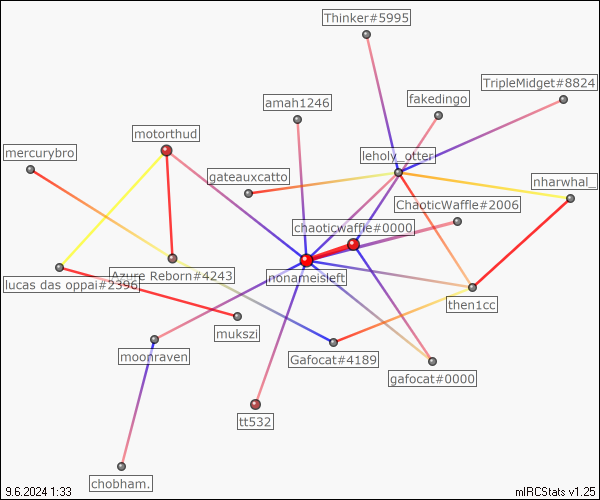 Thinker#5995
TripleMidget#8824
fakedingo
amah1246
motorthud
mercurybro
leholy_otter
gateauxcatto
nharwhal_
ChaoticWaffle#2006
chaoticwaffle#0000
Azure Reborn#4243
nonameisleft
lucas das oppai#2396
then1cc
mukszi
moonraven
Gafocat#4189
gafocat#0000
tt532
chobham.
9.6.2024 1:33
mIRCStats v1.25